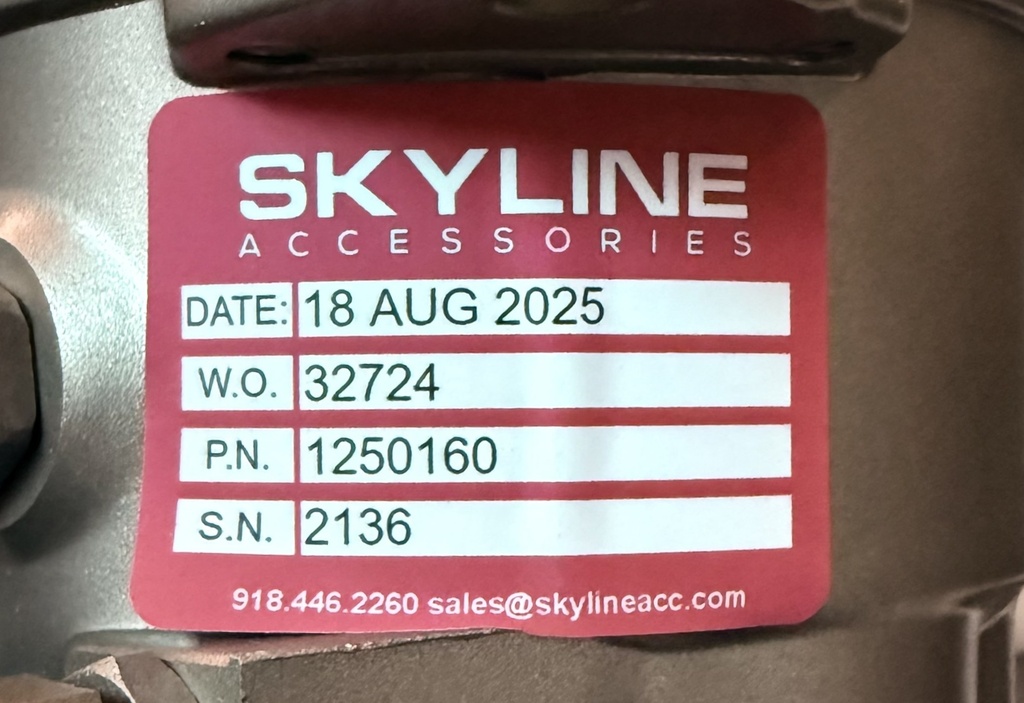 SKYLINE
ACCESSORIES
DATE: 18 AUG 2025
W.O. 32724
P.N. 1250160
S.N. 2136
918.446.2260 sales@skylineacc.com